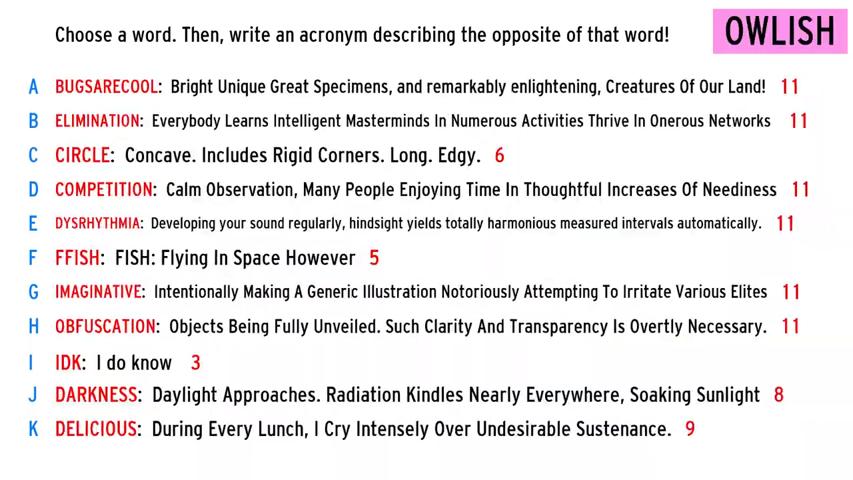 Choose a word. Then, write an acronym describing the opposite of that word!
OWLISH
A BUGSARECOOL: Bright Unique Great Specimens, and remarkably enlightening, Creatures Of Our Land! 11
B ELIMINATION: Everybody Learns Intelligent Masterminds In Numerous Activities Thrive In Onerous Networks 11
C CIRCLE: Concave. Includes Rigid Corners. Long. Edgy. 6
D COMPETITION: Calm Observation, Many People Enjoying Time In Thoughtful Increases Of Neediness 11
E DYSRHYTHMIA: Developing your sound regularly, hindsight yields totally harmonious measured intervals automatically. 11
F FFISH: FISH: Flying In Space However 5
G IMAGINATIVE: Intentionally Making A Generic Illustration Notoriously Attempting To Irritate Various Elites 11
H OBFUSCATION: Objects Being Fully Unveiled. Such Clarity And Transparency Is Overtly Necessary. 11
I IDK: I do know 3
J DARKNESS: Daylight Approaches. Radiation Kindles Nearly Everywhere, Soaking Sunlight 8
K DELICIOUS: During Every Lunch, I Cry Intensely Over Undesirable Sustenance. 9